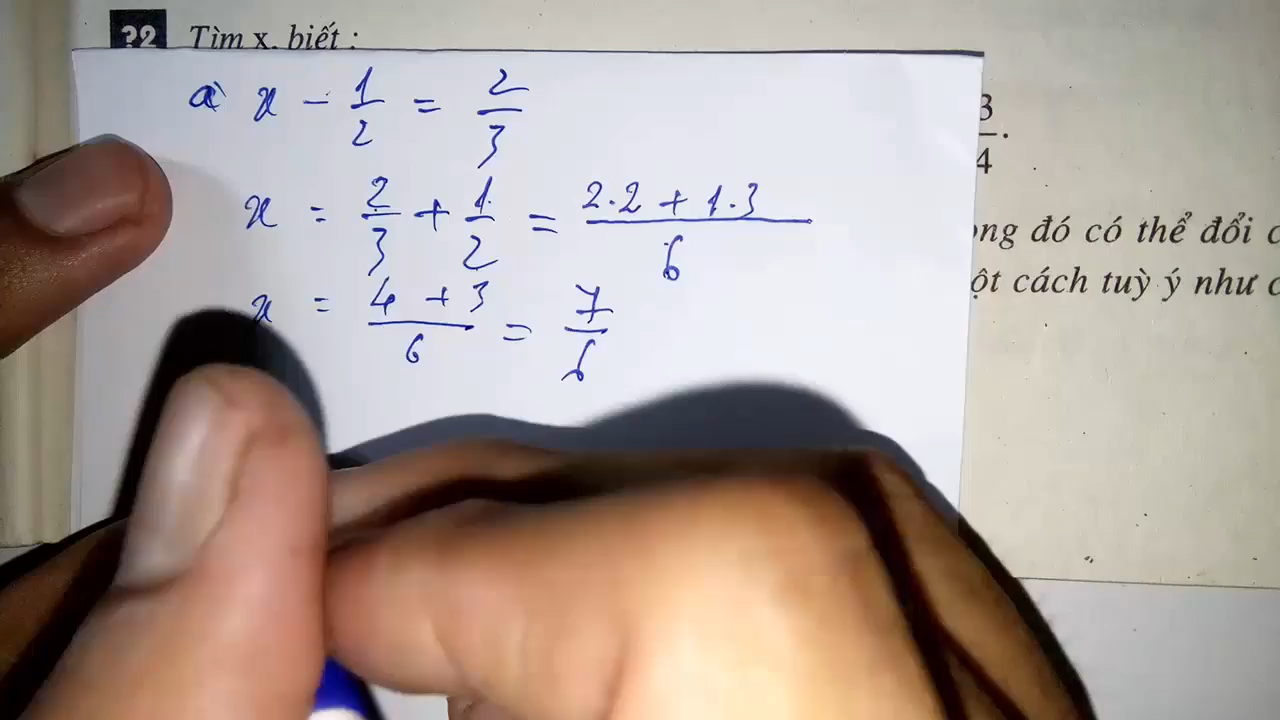 ?2 Tìm x, biết :
a) x - 1/2 = 2/3
x = 2/3 + 1/2 = (2.2 + 1.3)/6
x = (4 + 3)/6 = 7/6
3/4.
ong đó có thể đổi c
ột cách tuỳ ý như c